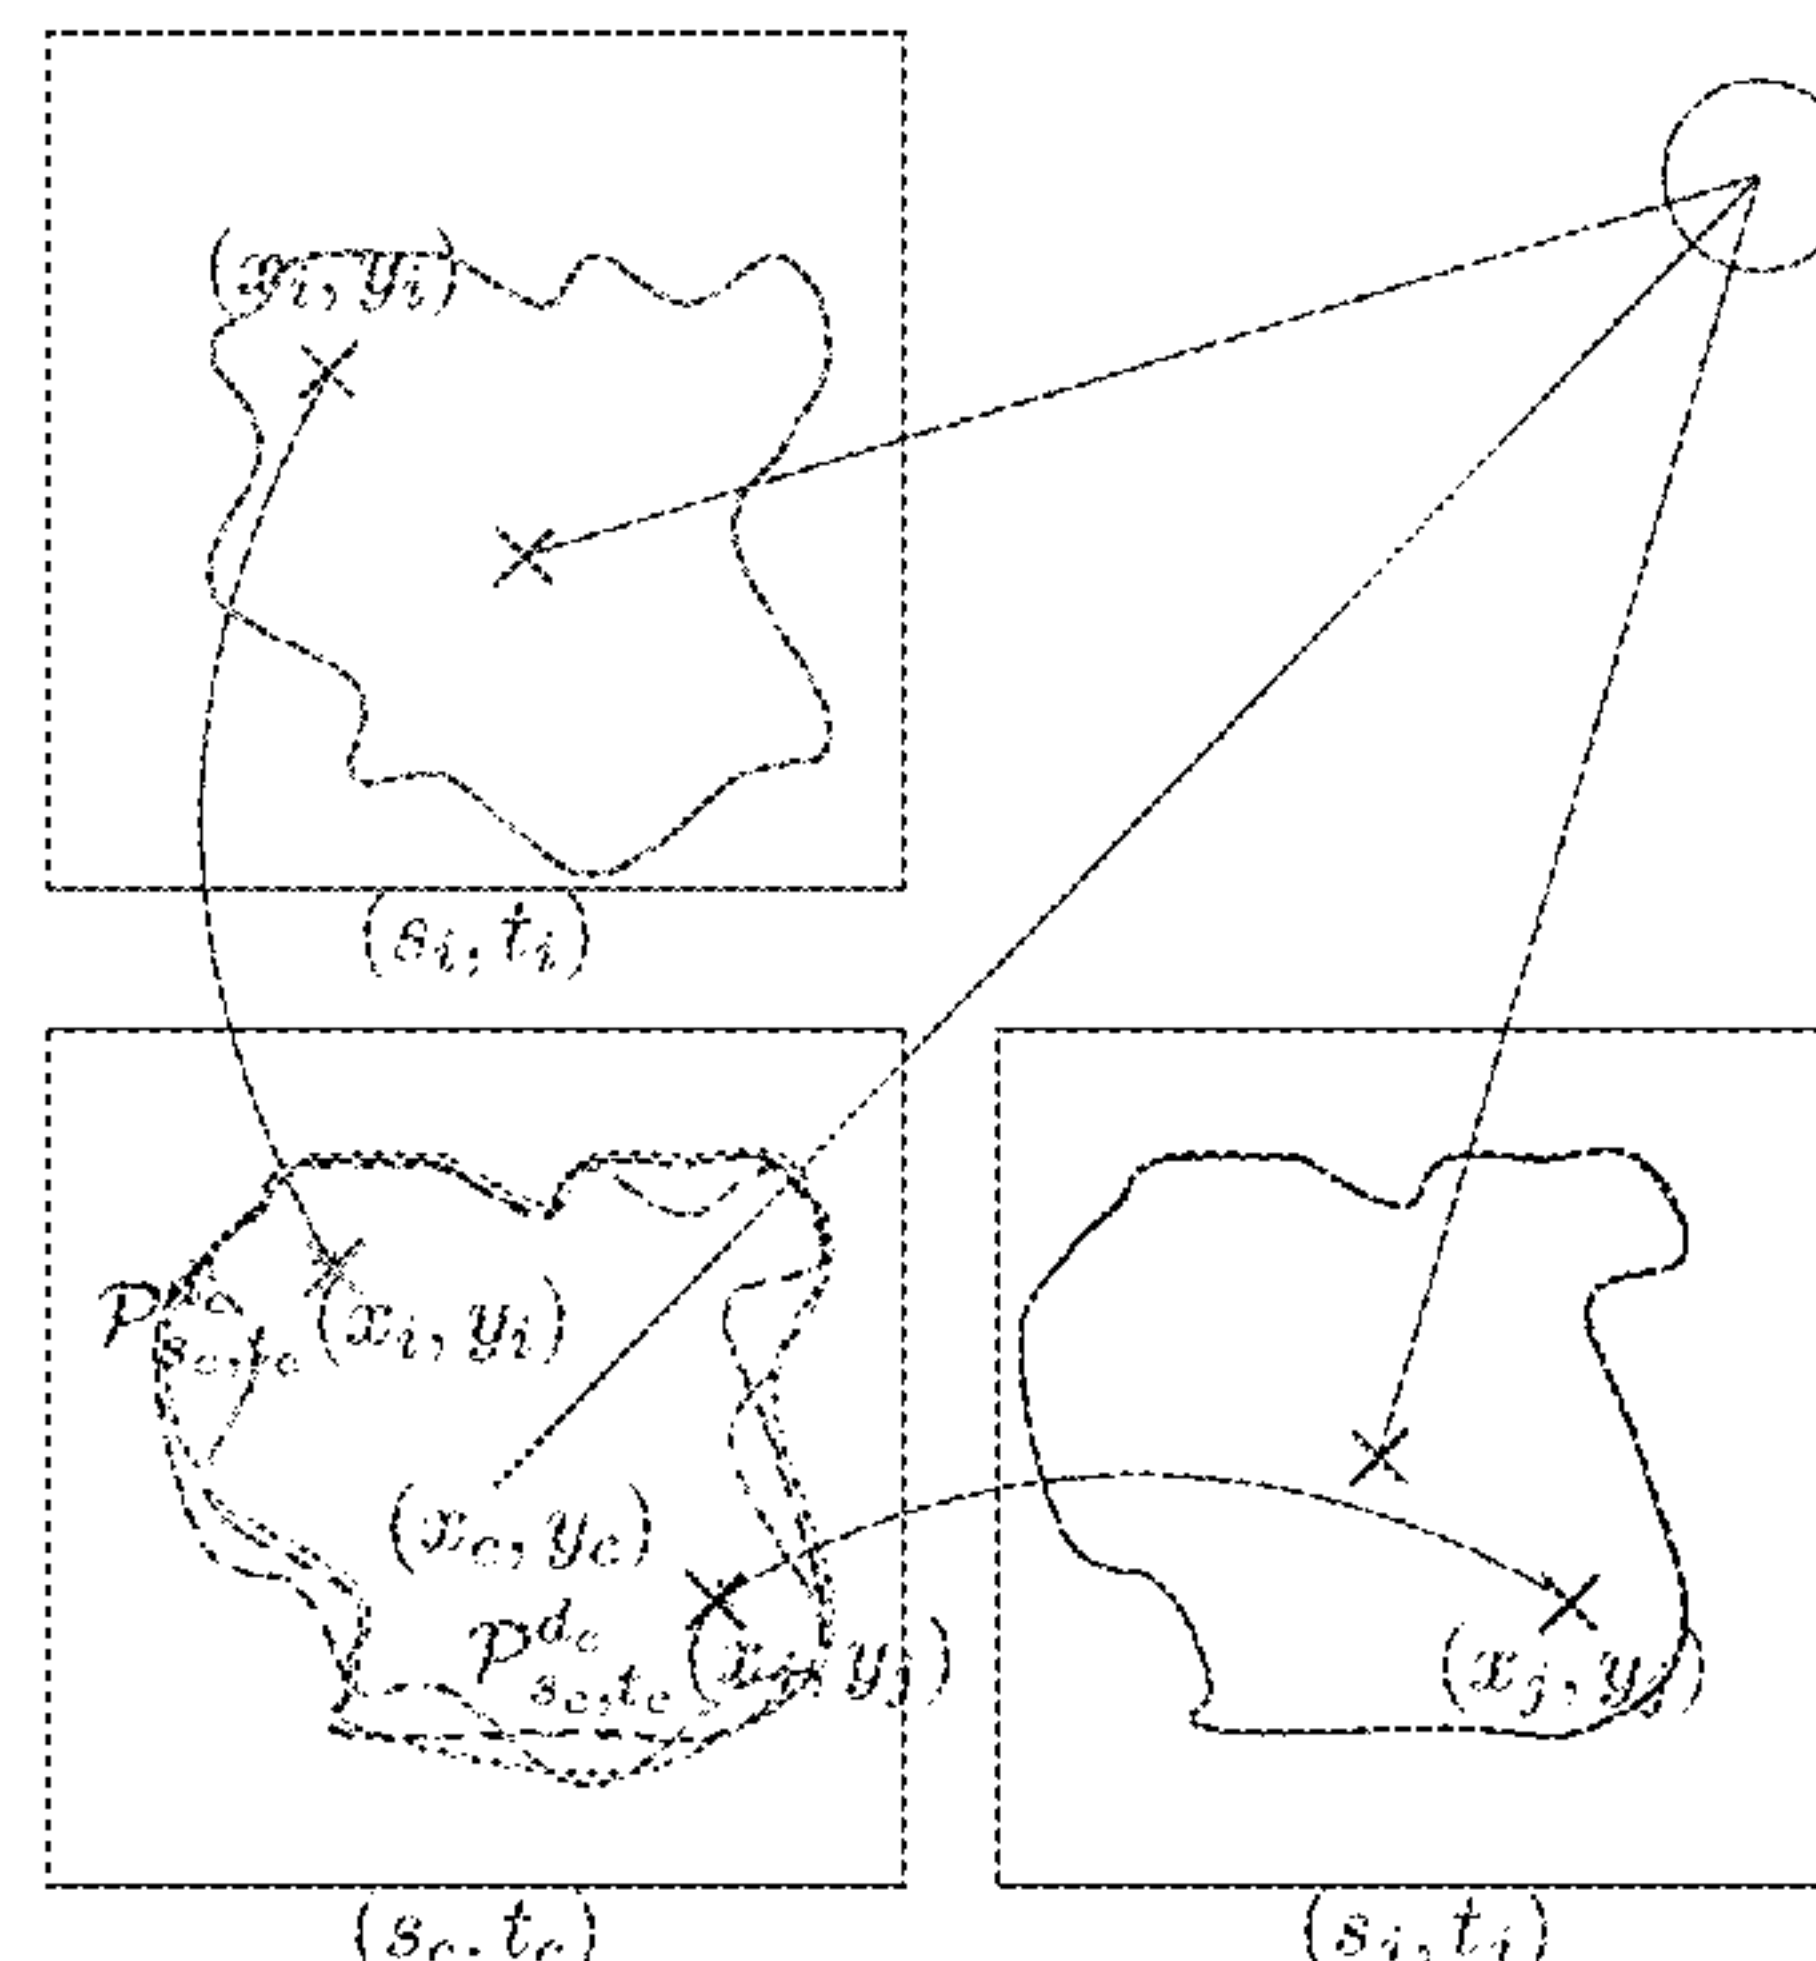 (x_i, y_i)
(s_i, t_i)
P^{d_c}_{s_c,t_c}(x_i, y_i)
(x_c, y_c)
P^{d_c}_{s_c,t_c}(x_j, y_j)
(x_j, y_j)
(s_c, t_c)
(s_j, t_j)